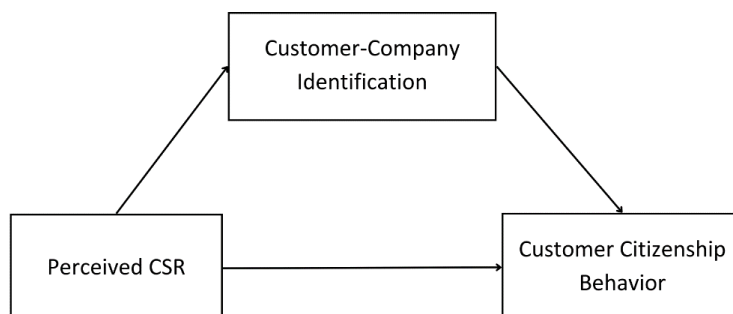 Customer-Company
Identification
Perceived CSR
Customer Citizenship
Behavior